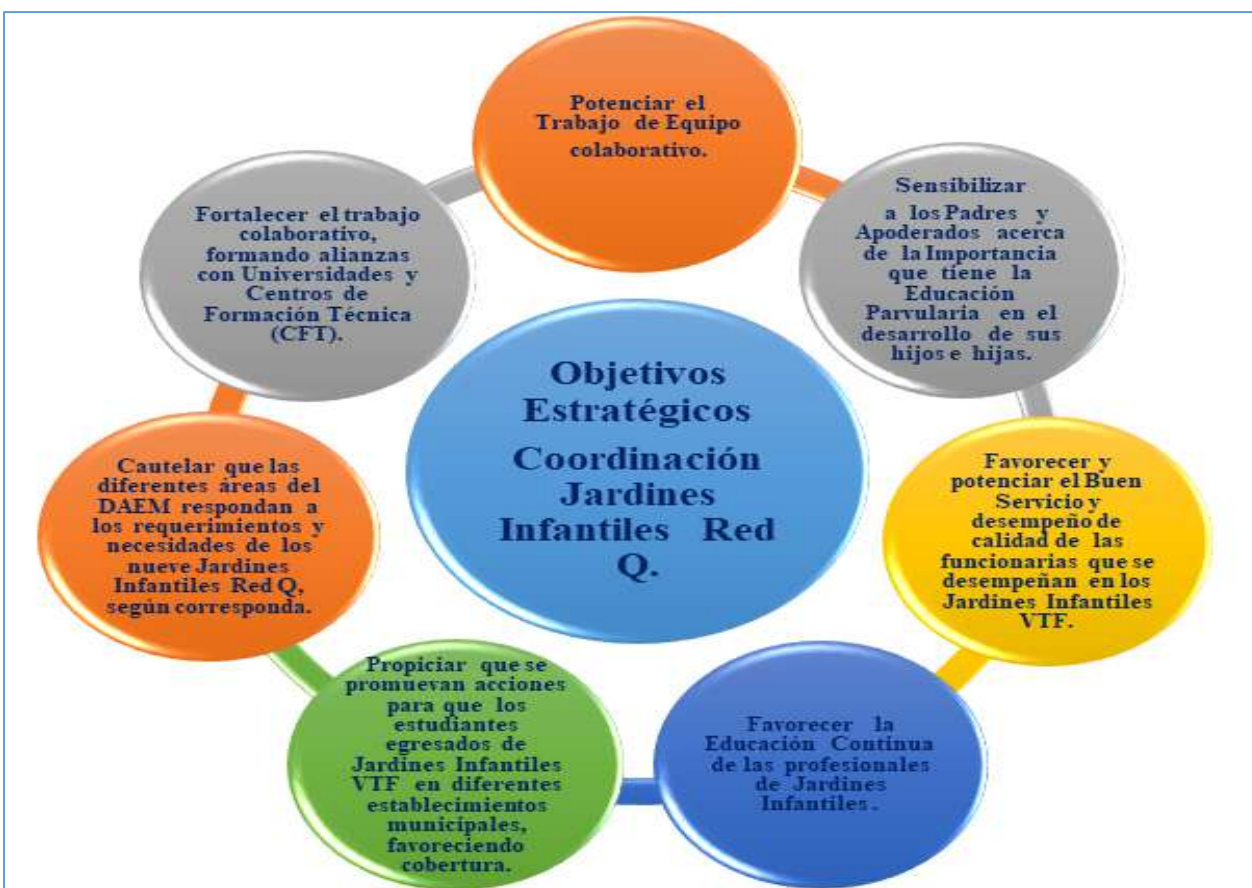 Potenciar el
Trabajo de Equipo
colaborativo.
Sensibilizar
a los Padres y
Apoderados acerca
de la Importancia
que tiene la
Educación
Parvularia en el
desarrollo de sus
hijos e hijas.
Favorecer y
potenciar el Buen
Servicio y
desempeño de
calidad de las
funcionarias que se
desempeñan en los
Jardines Infantiles
VTF.
Favorecer la
Educación Continua
de las profesionales
de Jardines
Infantiles.
Propiciar que se
promuevan acciones
para que los
estudiantes
egresados de
Jardines Infantiles
VTF en diferentes
establecimientos
municipales,
favoreciendo
cobertura.
Cautelar que las
diferentes áreas del
DAEM respondan a
los requerimientos y
necesidades de los
nueve Jardines
Infantiles Red Q,
según corresponda.
Fortalecer el trabajo
colaborativo,
formando alianzas
con Universidades y
Centros de
Formación Técnica
(CFT).
Objetivos
Estratégicos
Coordinación
Jardines
Infantiles Red
Q.